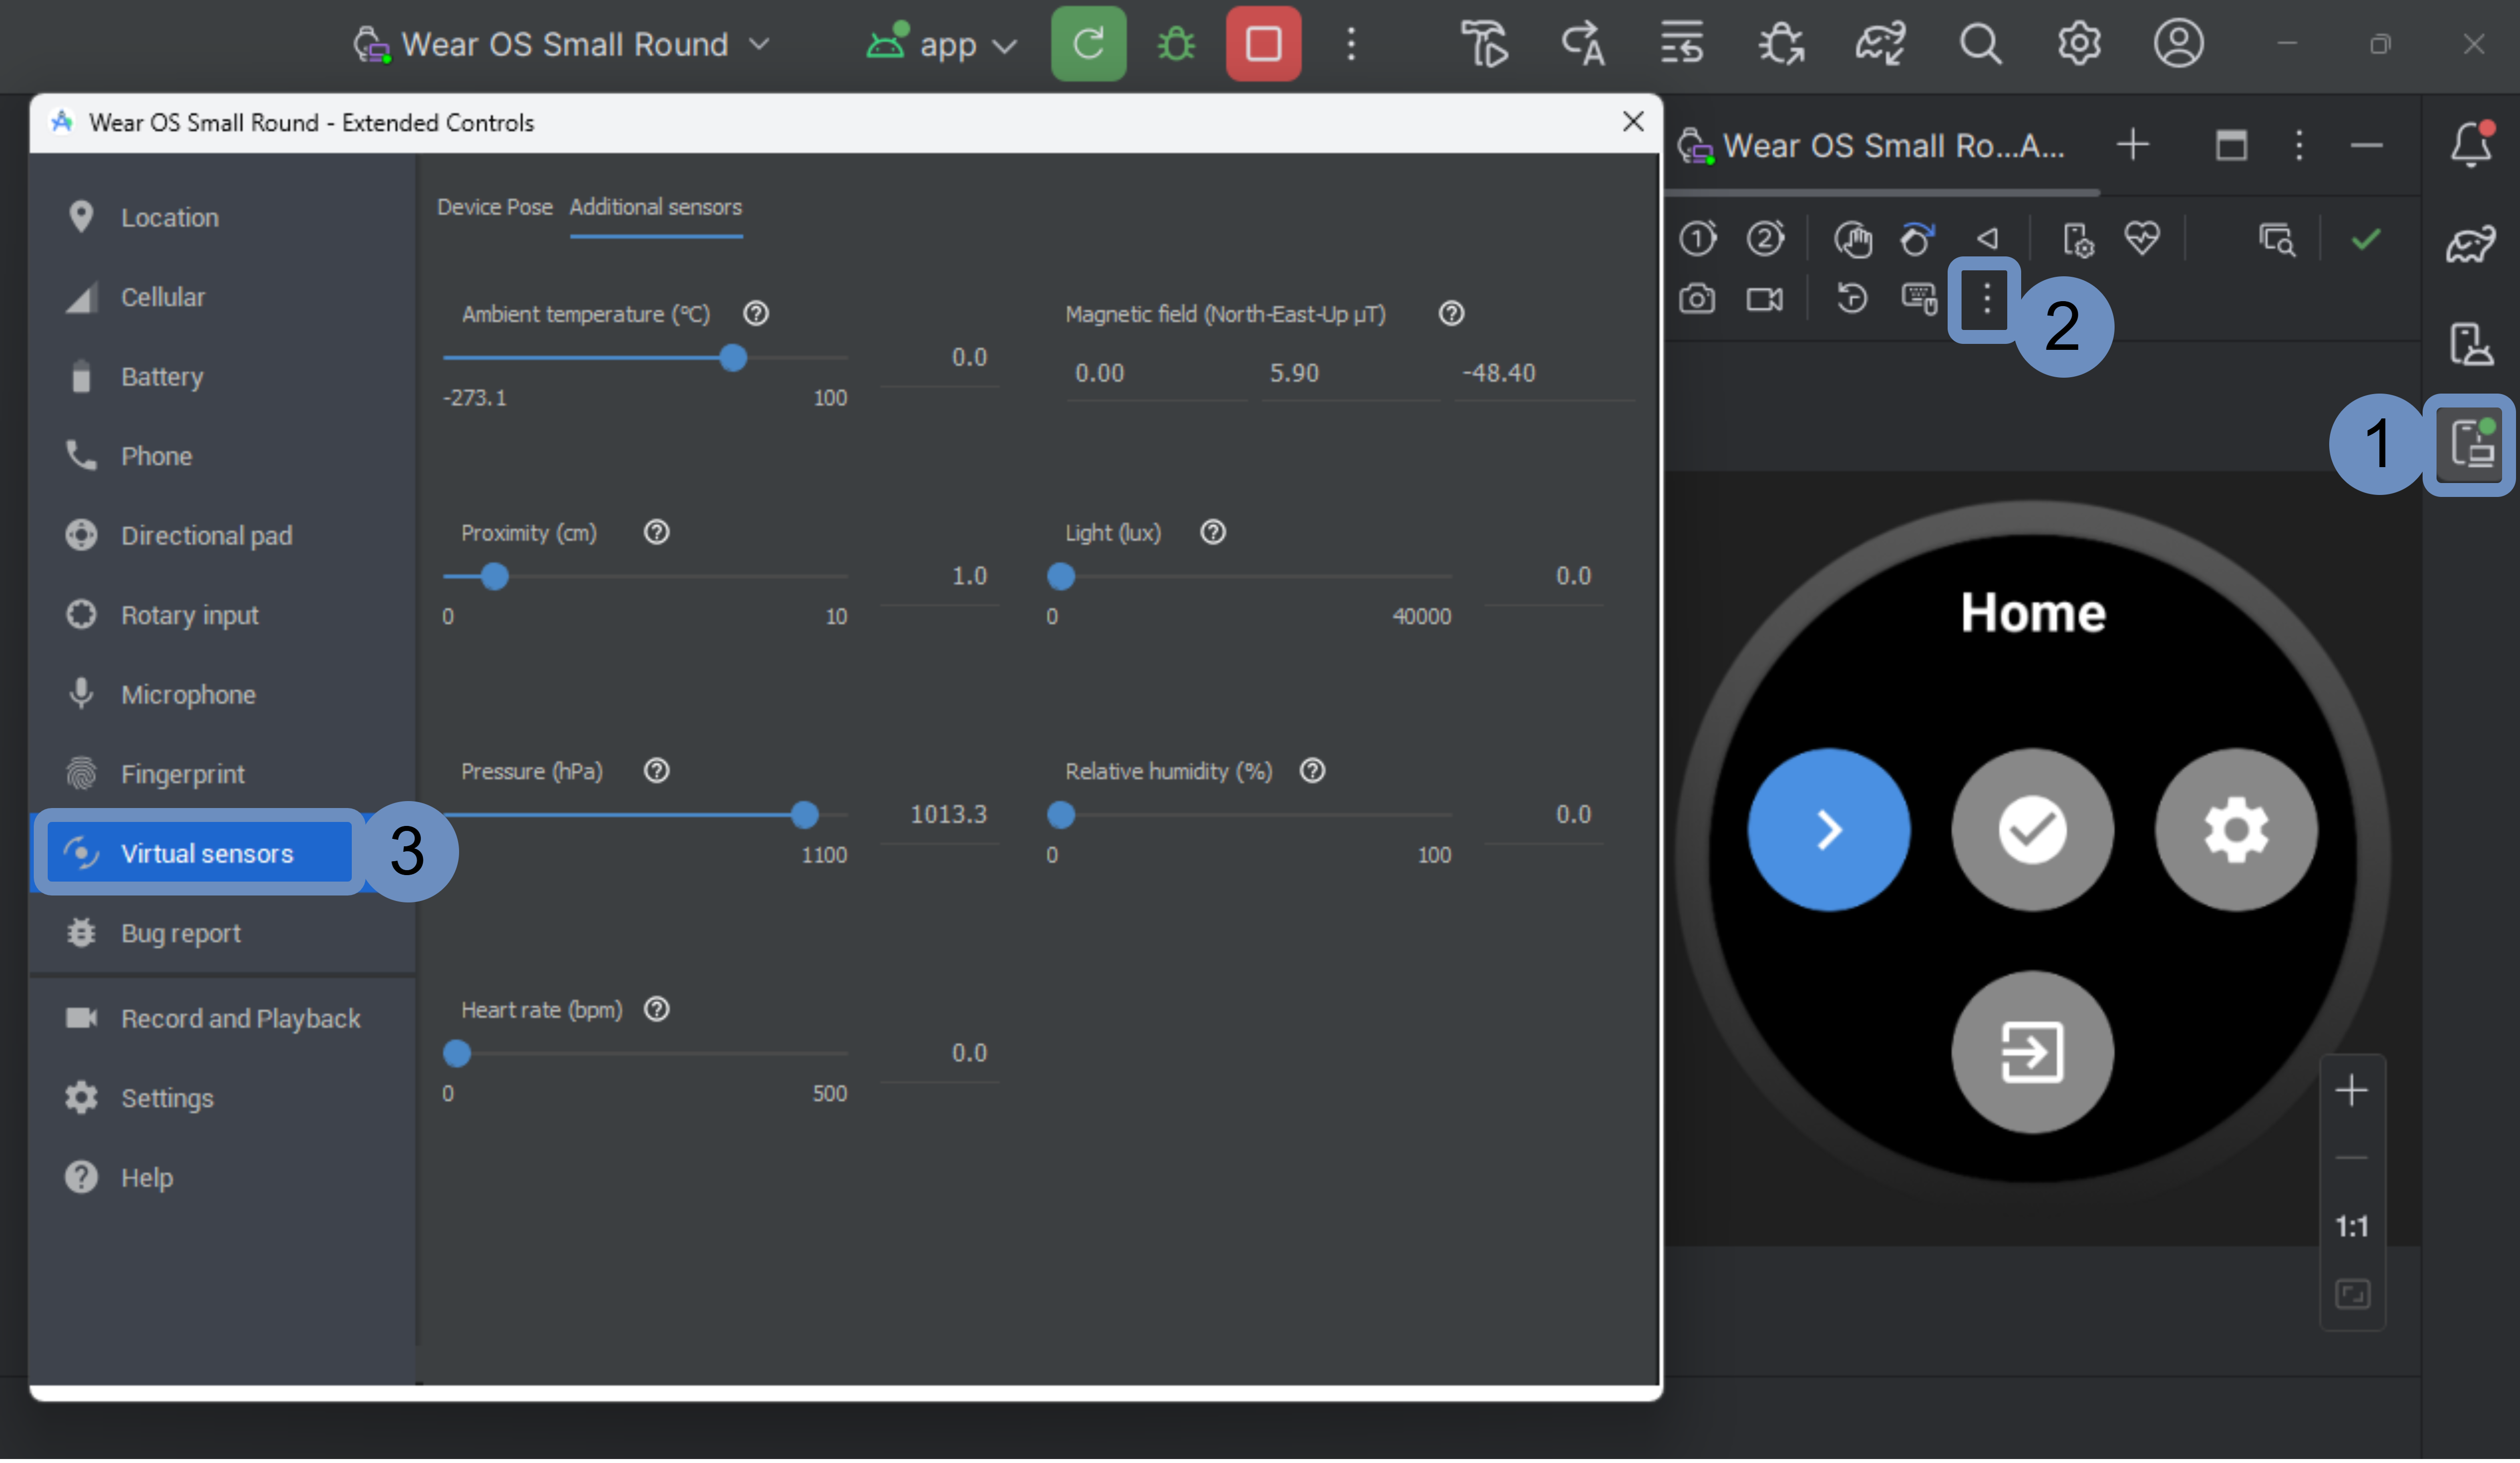 Wear OS Small Round
app
Wear OS Small Round - Extended Controls
Wear OS Small Ro...A...
Location
Cellular
Battery
Phone
Directional pad
Rotary input
Microphone
Fingerprint
Virtual sensors
3
Bug report
Record and Playback
Settings
Help
Device Pose Additional sensors
Ambient temperature (°C)
0.0
-273.1 100
Magnetic field (North-East-Up µT)
0.00 5.90 -48.40
Proximity (cm)
1.0
0 10
Light (lux)
0.0
0 40000
Pressure (hPa)
1013.3
1100
Relative humidity (%)
0.0
0 100
Heart rate (bpm)
0.0
0 500
1 2
2
1
Home
1:1